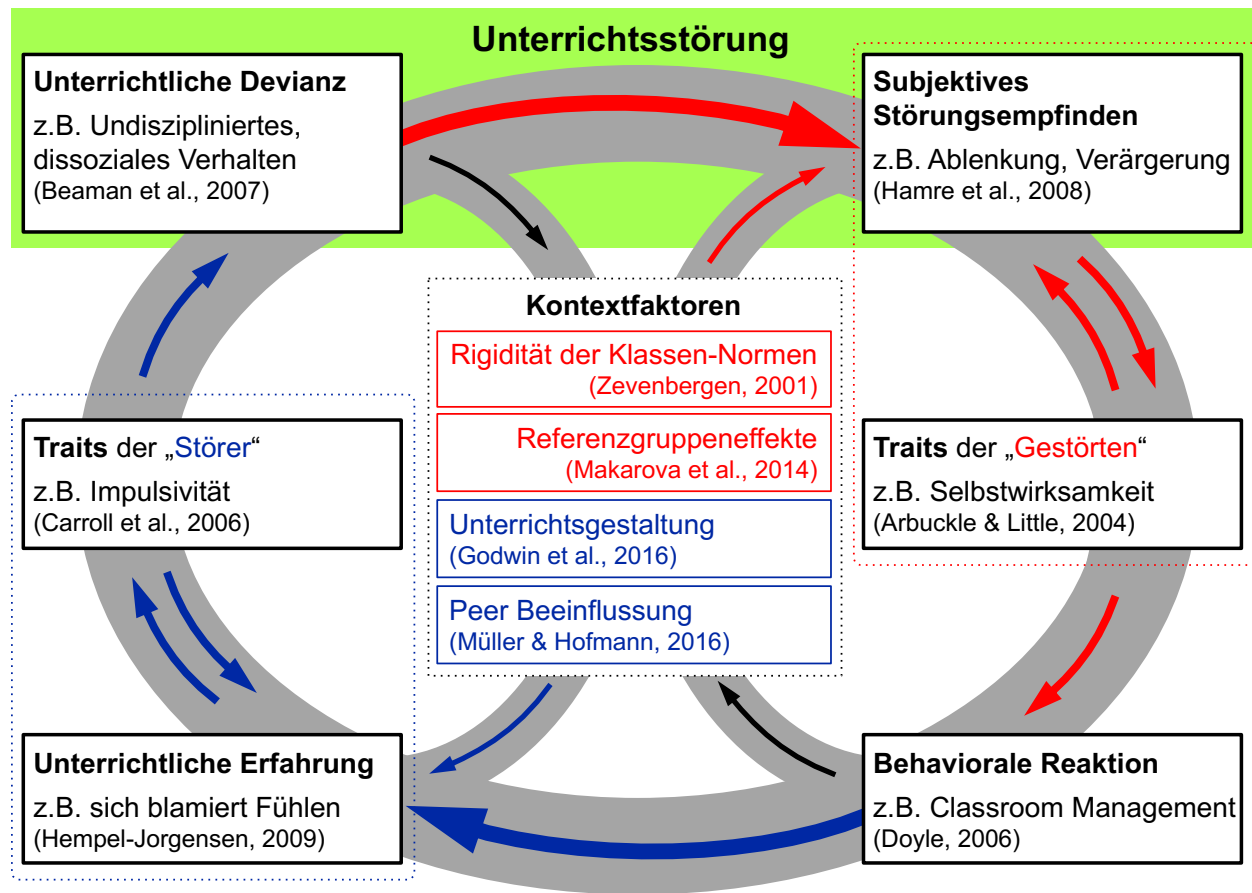 Unterrichtsstörung
Unterrichtliche Devianz
z.B. Undiszipliniertes,
dissoziales Verhalten
(Beaman et al., 2007)
Subjektives
Störungsempfinden
z.B. Ablenkung, Verärgerung
(Hamre et al., 2008)
Kontextfaktoren
Rigidität der Klassen-Normen
(Zevenbergen, 2001)
Referenzgruppeneffekte
(Makarova et al., 2014)
Unterrichtsgestaltung
(Godwin et al., 2016)
Peer Beeinflussung
(Müller & Hofmann, 2016)
Traits der „Störer“
z.B. Impulsivität
(Carroll et al., 2006)
Traits der „Gestörten“
z.B. Selbstwirksamkeit
(Arbuckle & Little, 2004)
Unterrichtliche Erfahrung
z.B. sich blamiert Fühlen
(Hempel-Jorgensen, 2009)
Behaviorale Reaktion
z.B. Classroom Management
(Doyle, 2006)